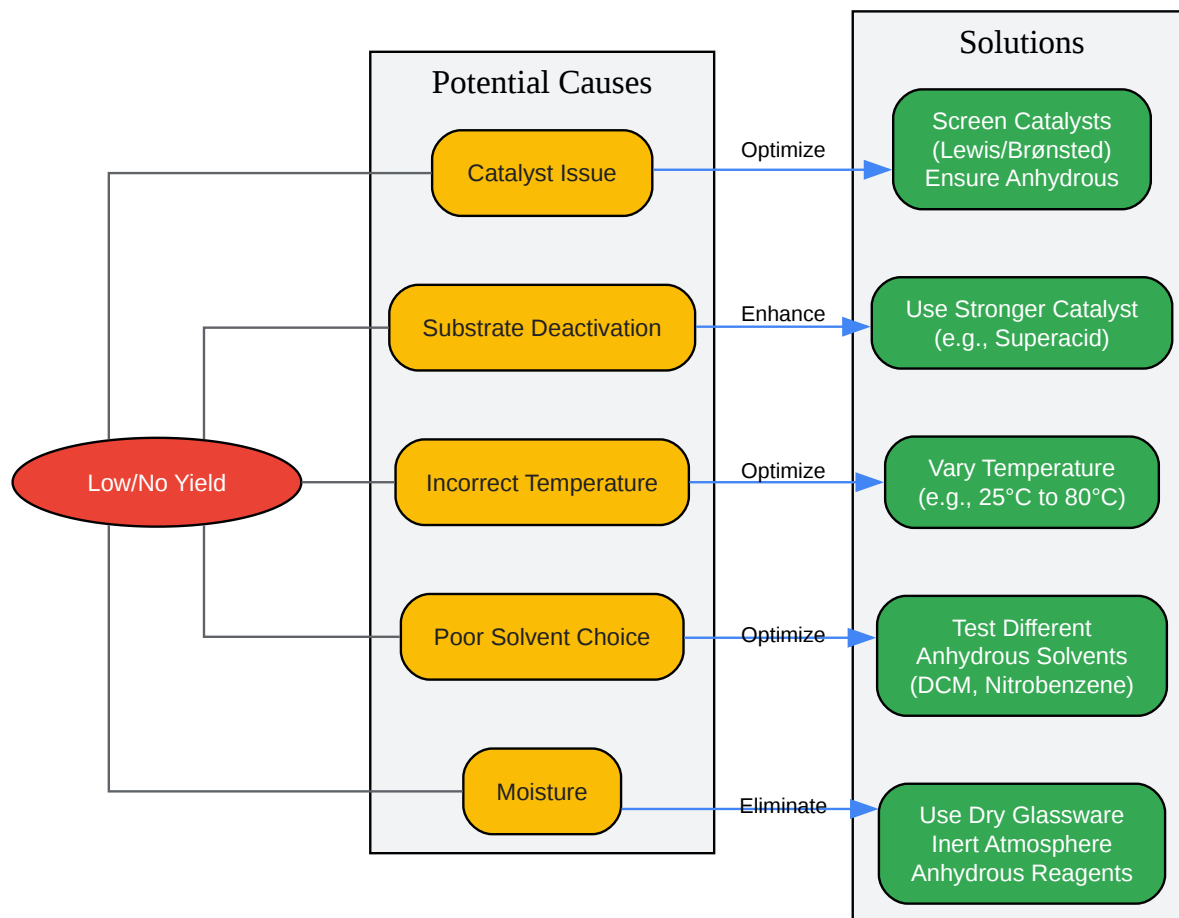 Solutions
Potential Causes
Screen Catalysts
(Lewis/Brønsted)
Ensure Anhydrous
Optimize
Catalyst Issue
Use Stronger Catalyst
(e.g., Superacid)
Enhance
Substrate Deactivation
Low/No Yield
Incorrect Temperature
Optimize
Vary Temperature
(e.g., 25°C to 80°C)
Poor Solvent Choice
Optimize
Test Different
Anhydrous Solvents
(DCM, Nitrobenzene)
Moisture
Eliminate
Use Dry Glassware
Inert Atmosphere
Anhydrous Reagents